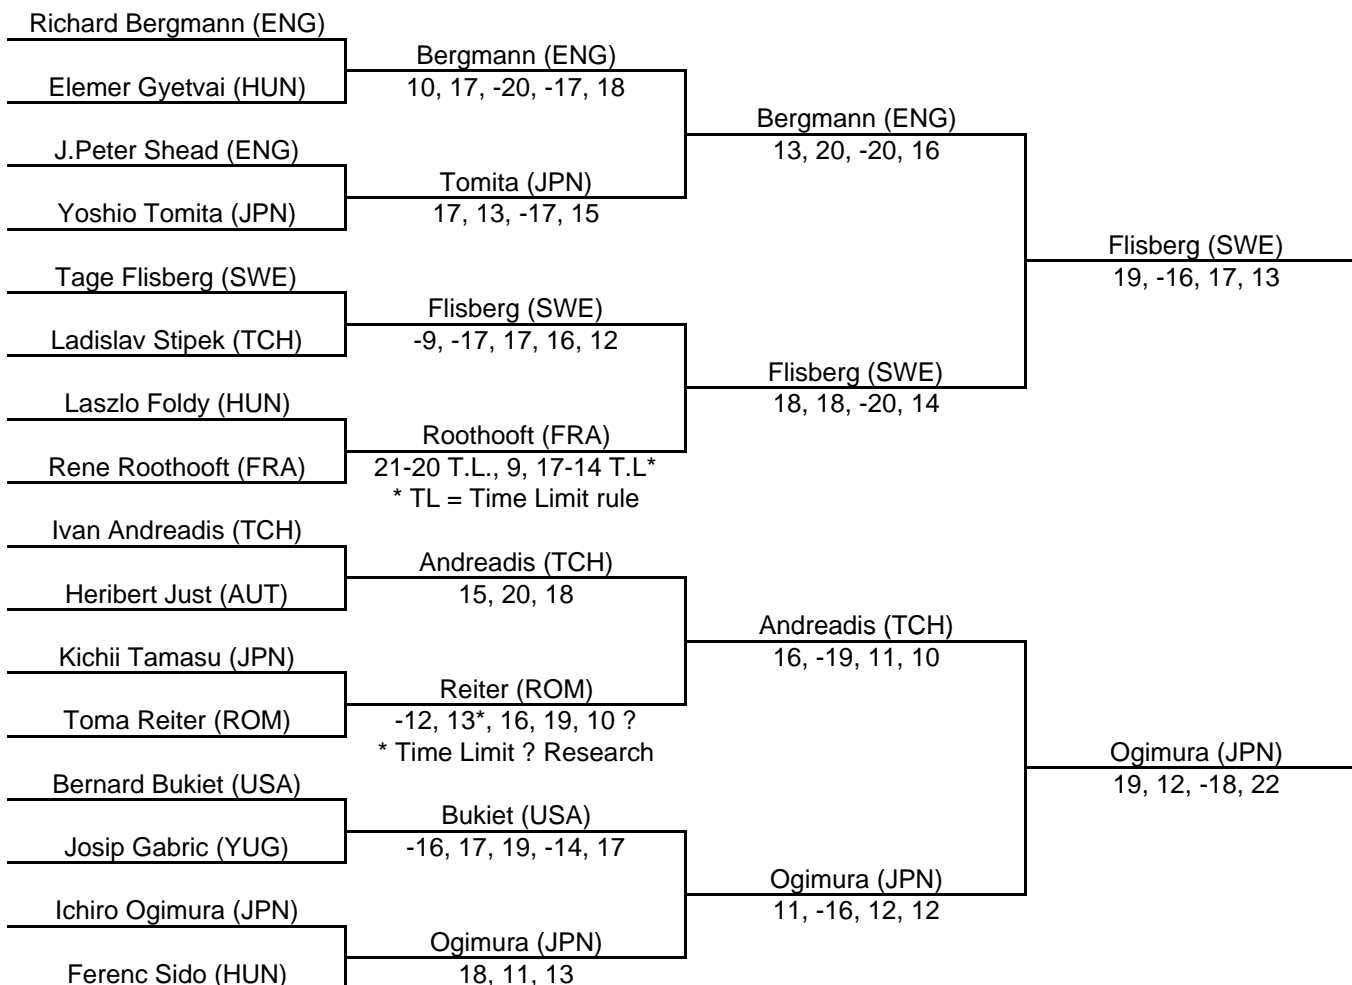 Richard Bergmann (ENG)
Bergmann (ENG)
Elemer Gyetvai (HUN)
10, 17, -20, -17, 18
Bergmann (ENG)
13, 20, -20, 16
J.Peter Shead (ENG)
Tomita (JPN)
Yoshio Tomita (JPN)
17, 13, -17, 15
Flisberg (SWE)
19, -16, 17, 13
Tage Flisberg (SWE)
Flisberg (SWE)
Ladislav Stipek (TCH)
-9, -17, 17, 16, 12
Flisberg (SWE)
18, 18, -20, 14
Laszlo Foldy (HUN)
Roothooft (FRA)
Rene Roothooft (FRA)
21-20 T.L., 9, 17-14 T.L*
* TL = Time Limit rule
Ivan Andreadis (TCH)
Andreadis (TCH)
Heribert Just (AUT)
15, 20, 18
Andreadis (TCH)
16, -19, 11, 10
Kichii Tamasu (JPN)
Reiter (ROM)
Toma Reiter (ROM)
-12, 13*, 16, 19, 10 ?
* Time Limit ? Research
Ogimura (JPN)
19, 12, -18, 22
Bernard Bukiet (USA)
Bukiet (USA)
Josip Gabric (YUG)
-16, 17, 19, -14, 17
Ogimura (JPN)
11, -16, 12, 12
Ichiro Ogimura (JPN)
Ogimura (JPN)
Ferenc Sido (HUN)
18, 11, 13